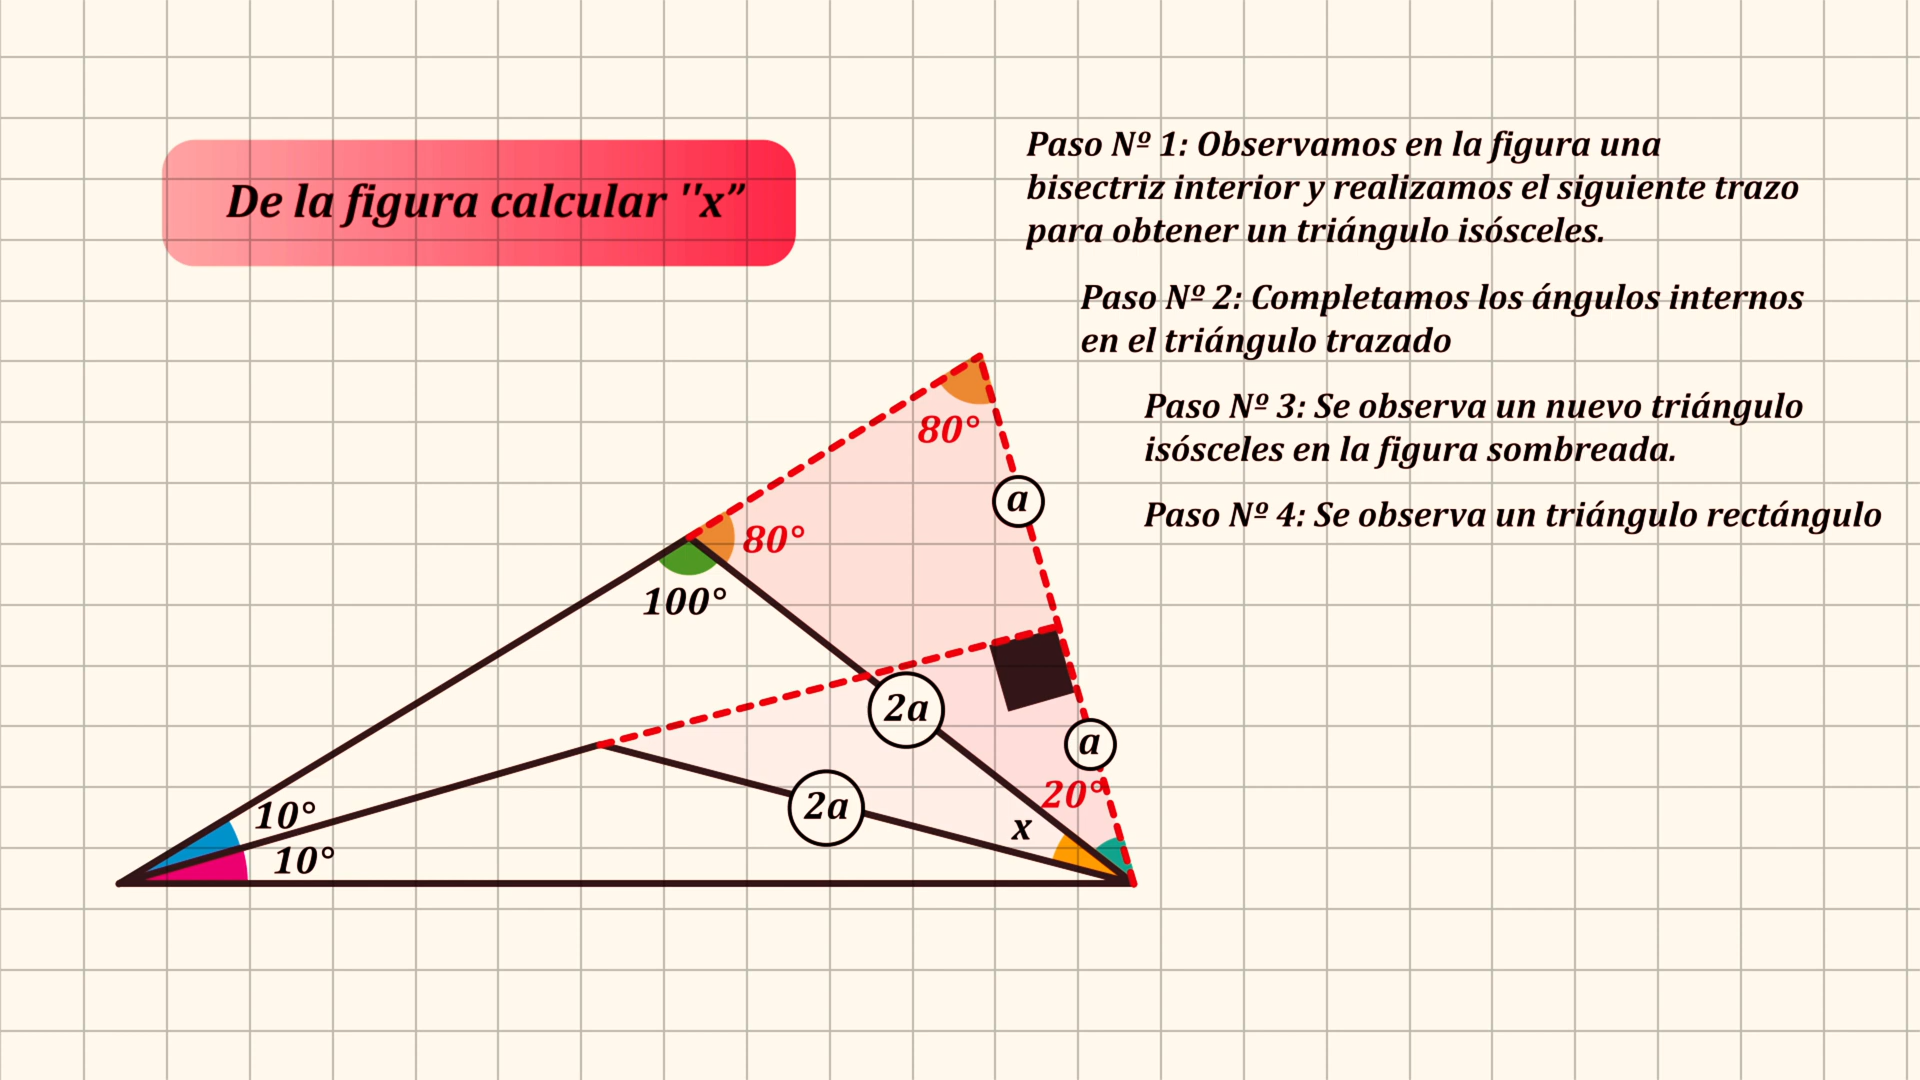 De la figura calcular "x”
Paso Nº 1: Observamos en la figura una
bisectriz interior y realizamos el siguiente trazo
para obtener un triángulo isósceles.
Paso Nº 2: Completamos los ángulos internos
en el triángulo trazado
Paso Nº 3: Se observa un nuevo triángulo
isósceles en la figura sombreada.
Paso Nº 4: Se observa un triángulo rectángulo
80°
a
80°
100°
2a
a
20°
2a
x
10°
10°